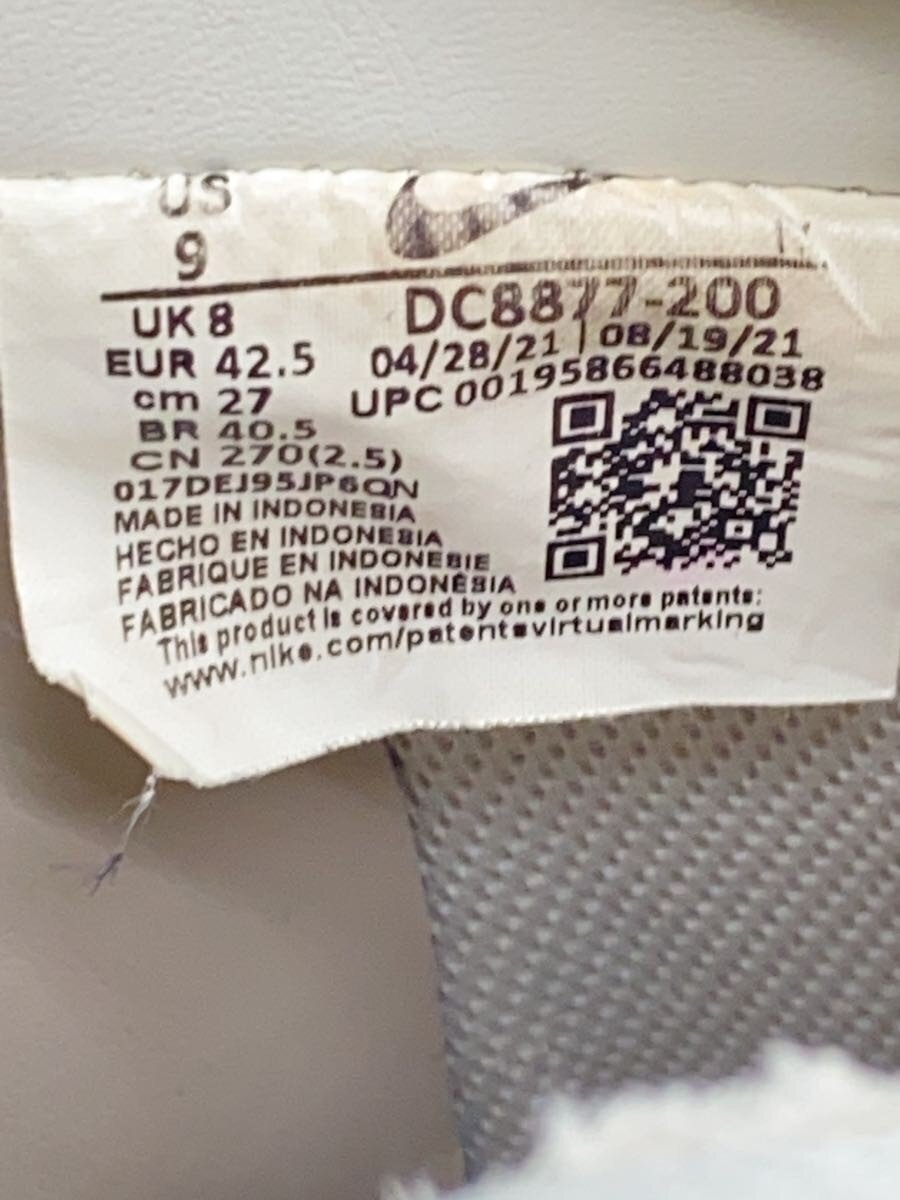 US
9
UK 8
EUR 42.5
cm 27
BR 40.5
CN 270(2.5)
DC8877-200
04/28/21 | 08/19/21
UPC 00195866488038
017DEJ95JP6QN
MADE IN INDONESIA
HECHO EN INDONESIA
FABRIQUE EN INDONESIE
FABRICADO NA INDONÉSIA
This product is covered by one or more patents:
www.nike.com/patentsvirtualmarking